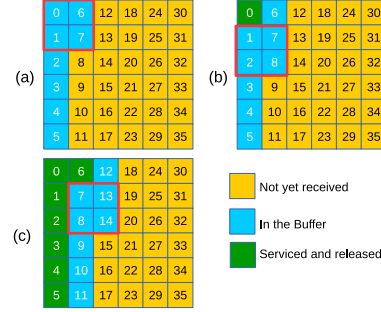 0 6 12 18 24 30
1 7 13 19 25 31
(a)
2 8 14 20 26 32
3 9 15 21 27 33
4 10 16 22 28 34
5 11 17 23 29 35
0 6 12 18 24 30
1 7 13 19 25 31
(b)
2 8 14 20 26 32
3 9 15 21 27 33
4 10 16 22 28 34
5 11 17 23 29 35
0 6 12 18 24 30
1 7 13 19 25 31
2 8 14 20 26 32
(c)
3 9 15 21 27 33
4 10 16 22 28 34
5 11 17 23 29 35
Not yet received
In the Buffer
Serviced and released